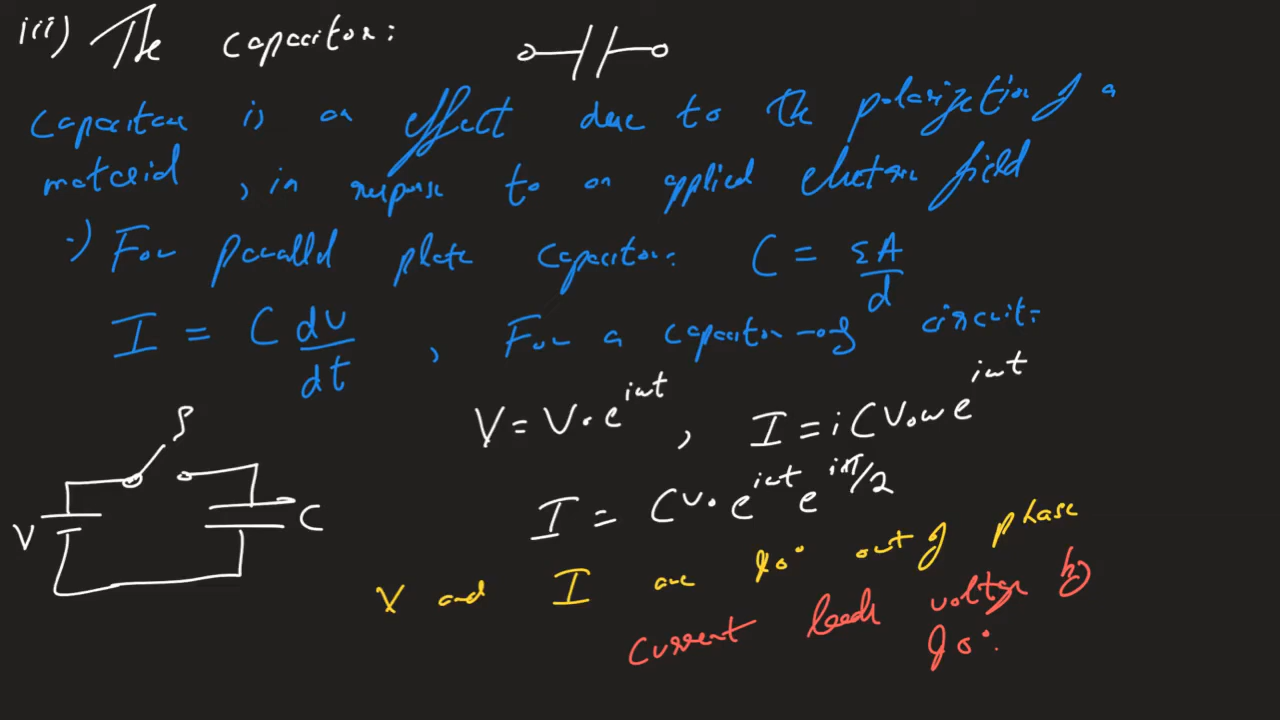 iii) The capacitor:
capacitance is an effect due to the polarization of a
material, in response to an applied electric field
For parallel plate capacitor: C = εA/d
I = C dv/dt , For a capacitor-only circuit:
V = V₀e^{iωt} , I = iCV₀ωe^{iωt}
I = CV₀e^{iωt}e^{iπ/2}
S
V
C
V and I are 90° out of phase
current leads voltage by
90°.